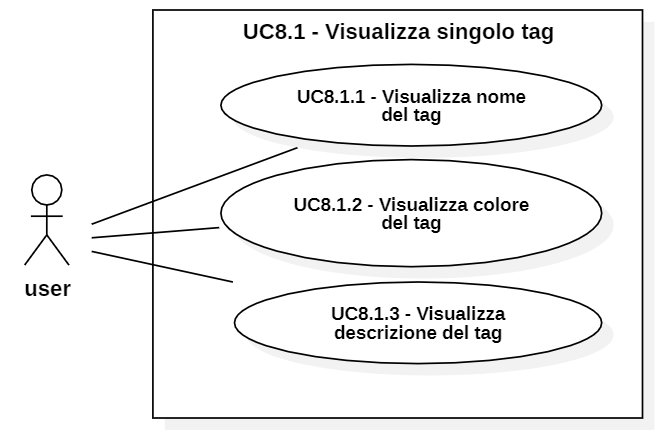 UC8.1 - Visualizza singolo tag
UC8.1.1 - Visualizza nome
del tag
UC8.1.2 - Visualizza colore
del tag
user
UC8.1.3 - Visualizza
descrizione del tag